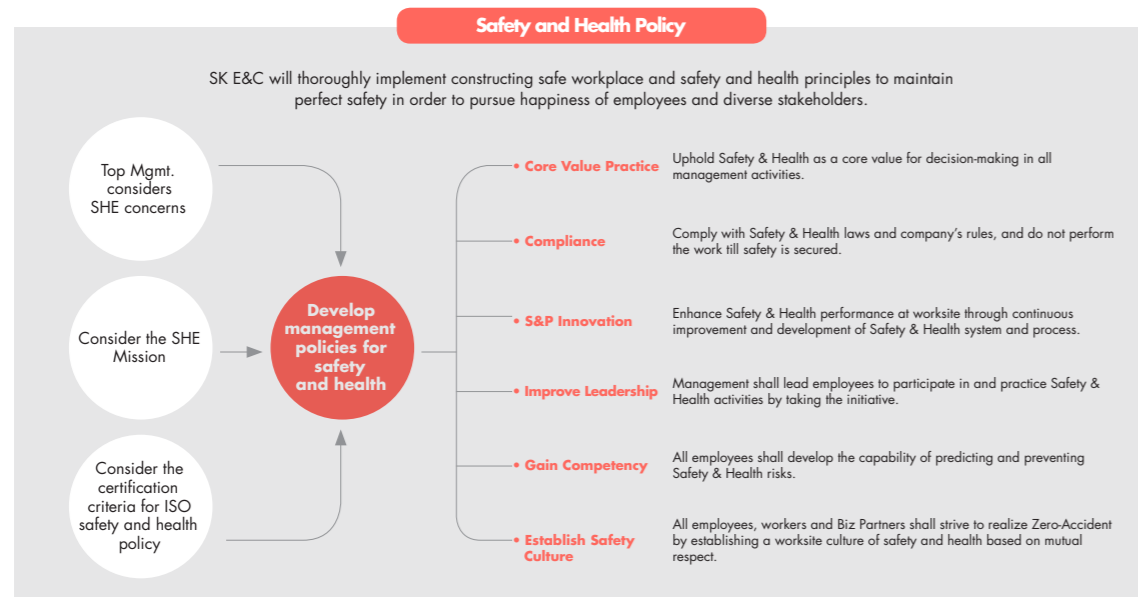 Safety and Health Policy
SK E&C will thoroughly implement constructing safe workplace and safety and health principles to maintain
perfect safety in order to pursue happiness of employees and diverse stakeholders.
Top Mgmt.
considers
SHE concerns
Consider the SHE
Mission
Consider the
certification
criteria for ISO
safety and health
policy
Develop
management
policies for
safety
and health
• Core Value Practice
Uphold Safety & Health as a core value for decision-making in all
management activities.
• Compliance
Comply with Safety & Health laws and company's rules, and do not perform
the work till safety is secured.
• S&P Innovation
Enhance Safety & Health performance at worksite through continuous
improvement and development of Safety & Health system and process.
• Improve Leadership
Management shall lead employees to participate in and practice Safety &
Health activities by taking the initiative.
• Gain Competency
All employees shall develop the capability of predicting and preventing
Safety & Health risks.
• Establish Safety
Culture
All employees, workers and Biz Partners shall strive to realize Zero-Accident
by establishing a worksite culture of safety and health based on mutual
respect.